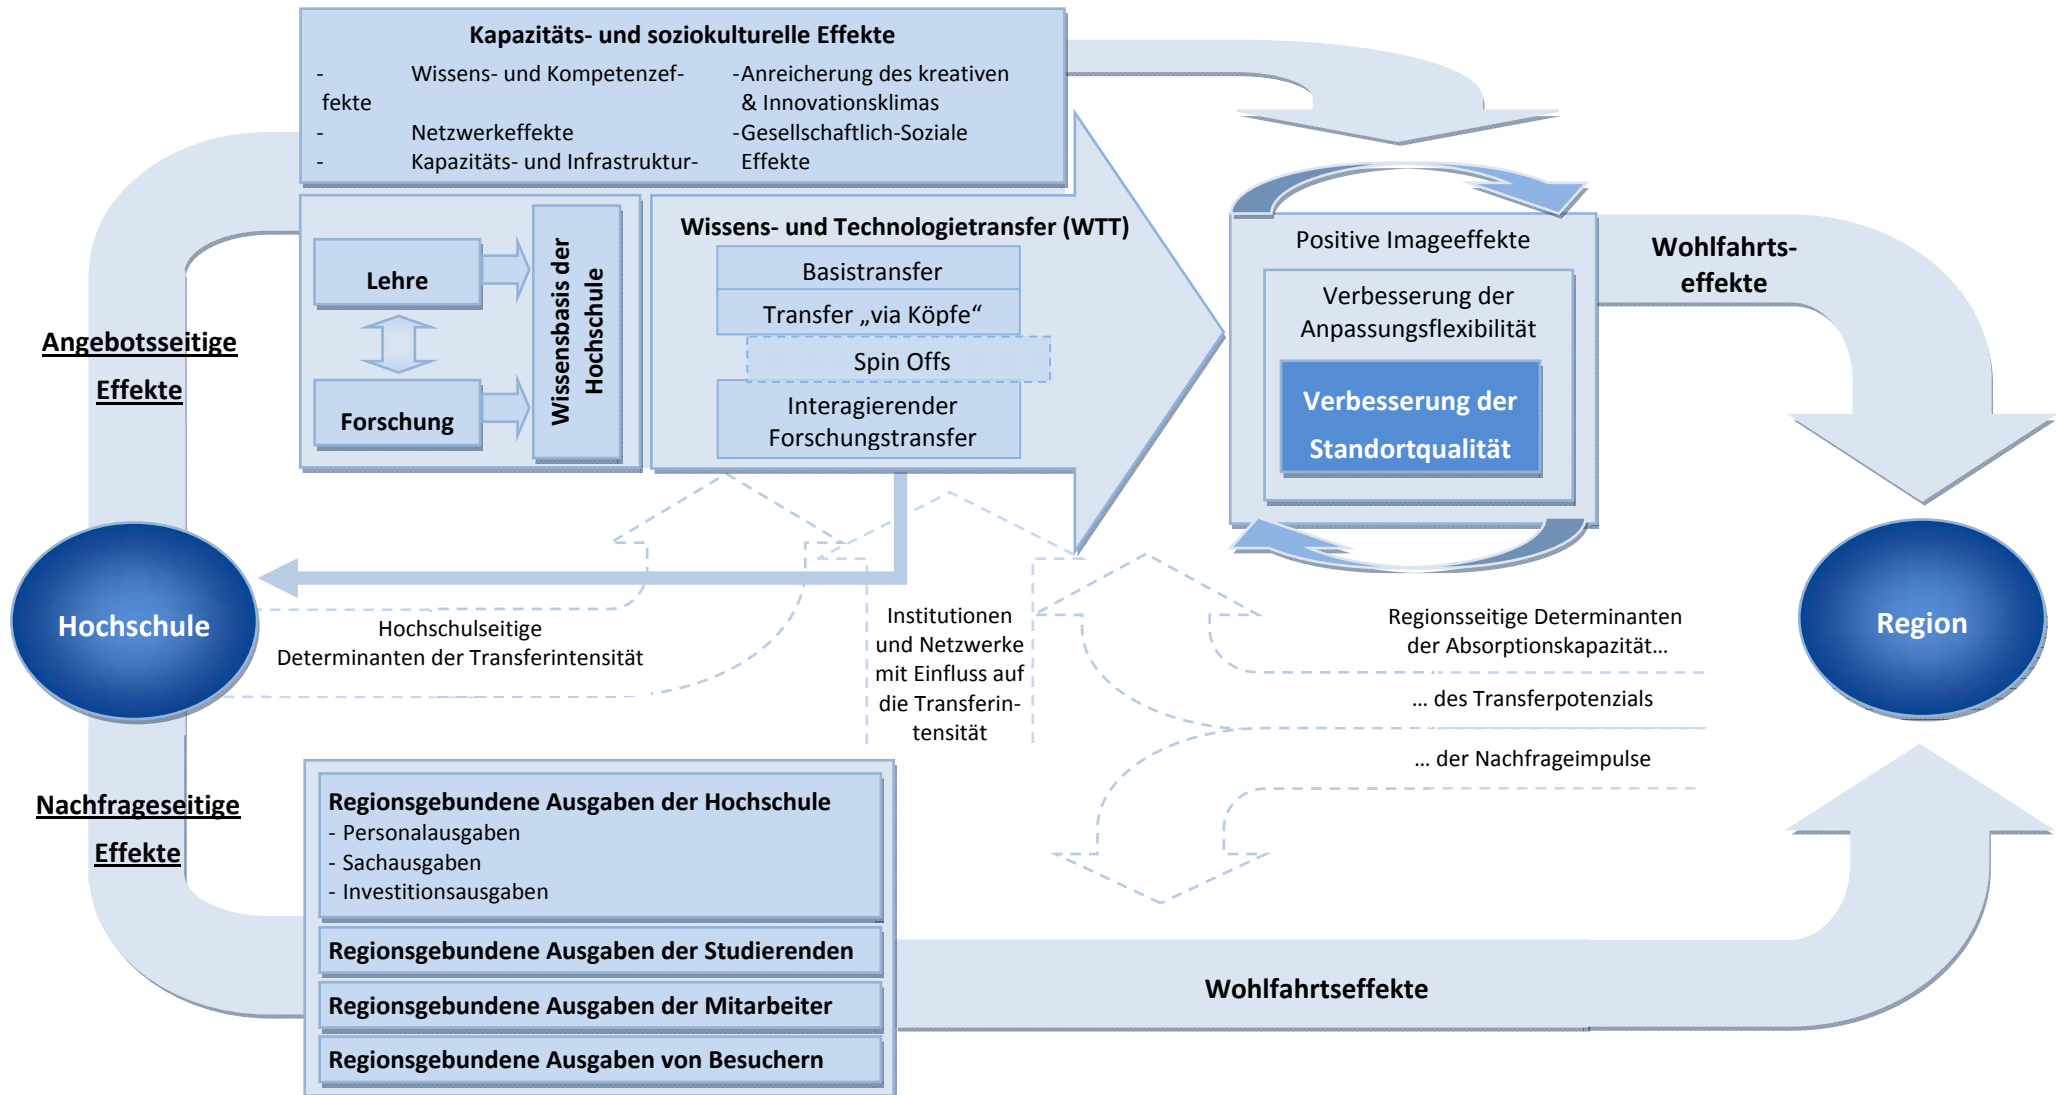 Kapazitäts- und soziokulturelle Effekte
- Wissens- und Kompetenzef-
fekte
- Netzwerkeffekte
- Kapazitäts- und Infrastruktur-
-Anreicherung des kreativen
& Innovationsklimas
-Gesellschaftlich-Soziale
Effekte
Angebotsseitige
Effekte
Lehre
Forschung
Wissensbasis der
Hochschule
Wissens- und Technologietransfer (WTT)
Basistransfer
Transfer „via Köpfe“
Spin Offs
Interagierender
Forschungstransfer
Positive Imageeffekte
Verbesserung der
Anpassungsflexibilität
Verbesserung der
Standortqualität
Wohlfahrts-
effekte
Hochschule
Hochschulseitige
Determinanten der Transferintensität
Institutionen
und Netzwerke
mit Einfluss auf
die Transferin-
tensität
Regionsseitige Determinanten
der Absorptionskapazität…
… des Transferpotenzials
… der Nachfrageimpulse
Region
Nachfrageseitige
Effekte
Regionsgebundene Ausgaben der Hochschule
- Personalausgaben
- Sachausgaben
- Investitionsausgaben
Regionsgebundene Ausgaben der Studierenden
Regionsgebundene Ausgaben der Mitarbeiter
Regionsgebundene Ausgaben von Besuchern
Wohlfahrtseffekte